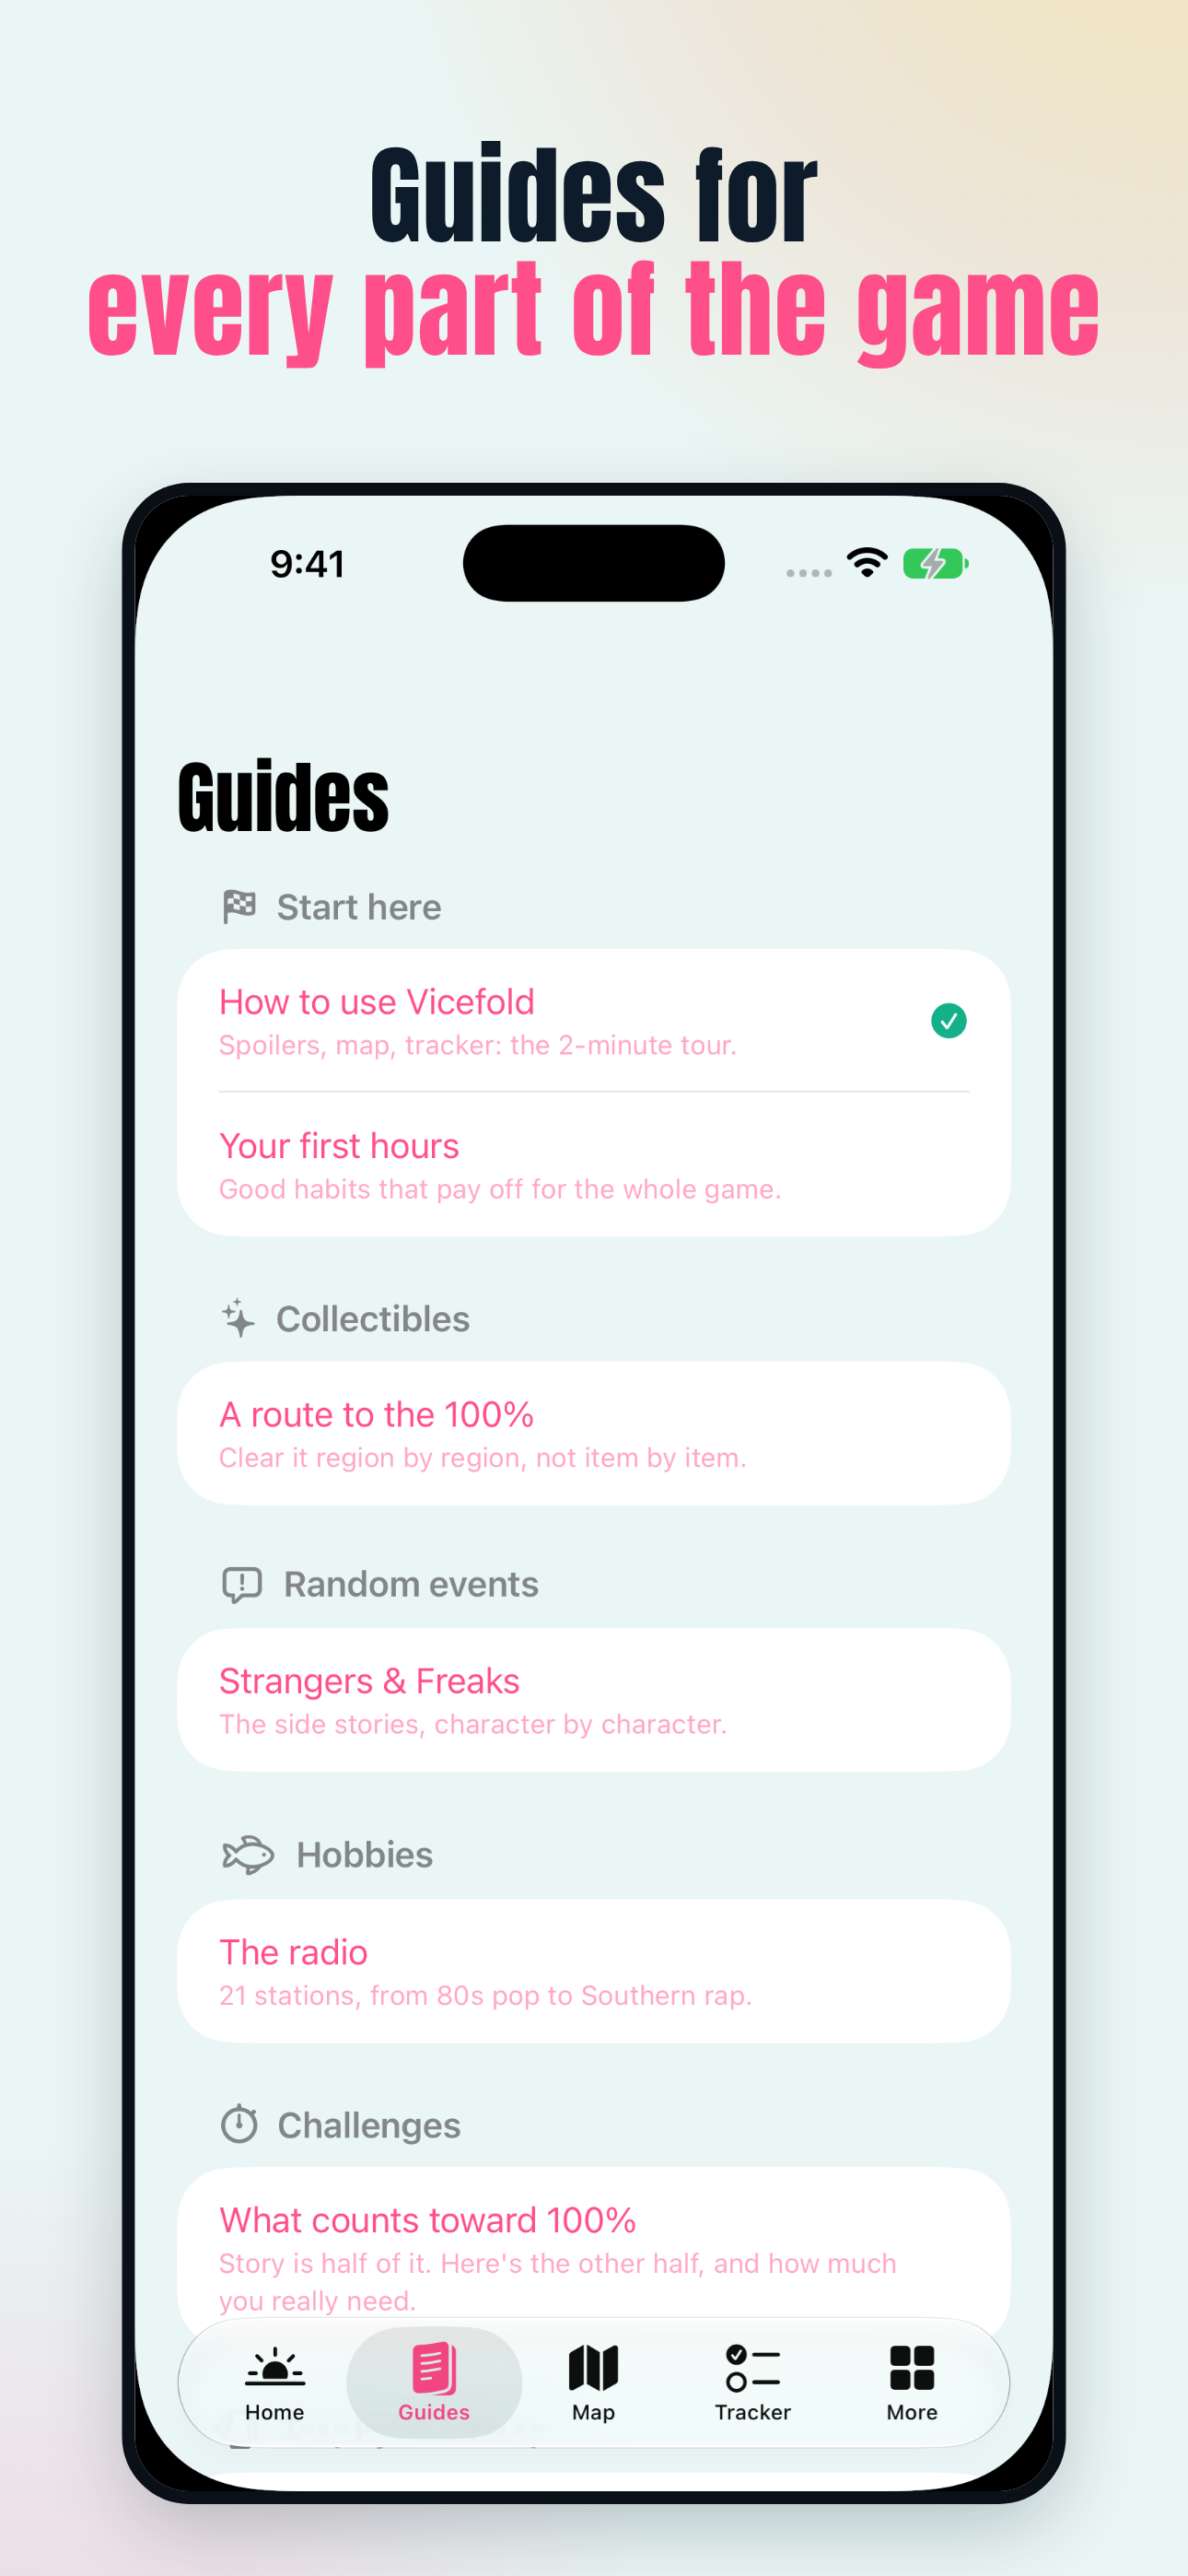 Guides for
every part of the game
9:41
Guides
Start here
How to use Vicefold
Spoilers, map, tracker: the 2-minute tour.
Your first hours
Good habits that pay off for the whole game.
Collectibles
A route to the 100%
Clear it region by region, not item by item.
Random events
Strangers & Freaks
The side stories, character by character.
Hobbies
The radio
21 stations, from 80s pop to Southern rap.
Challenges
What counts toward 100%
Story is half of it. Here's the other half, and how much
you really need.
Home
Guides
Map
Tracker
More